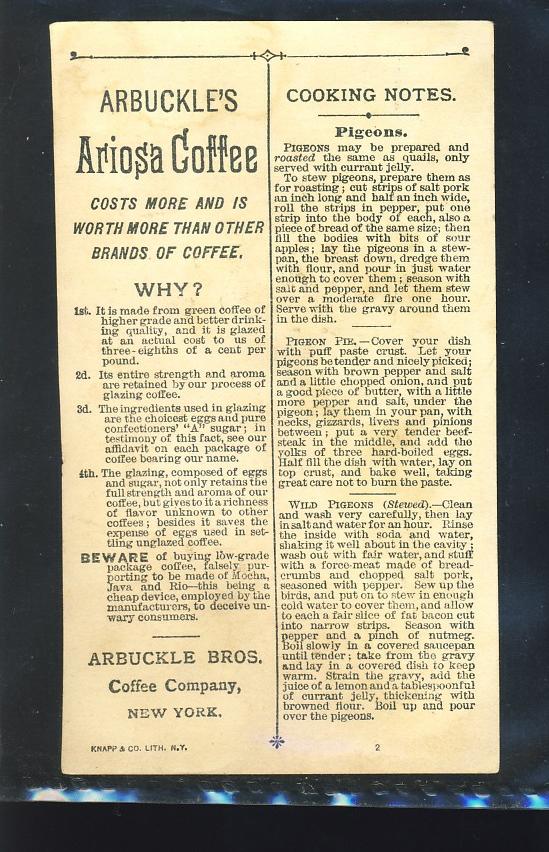 ARBUCKLE'S
Ariosa Coffee
COSTS MORE AND IS
WORTH MORE THAN OTHER
BRANDS OF COFFEE.
WHY?
1st. It is made from green coffee of
higher grade and better drink-
ing quality, and it is glazed
at an actual cost to us of
three-eighths of a cent per
pound.
2d. Its entire strength and aroma
are retained by our process of
glazing coffee.
3d. The ingredients used in glazing
are the choicest eggs and pure
confectioners' "A" sugar; in
testimony of this fact, see our
affidavit on each package of
coffee bearing our name.
4th. The glazing, composed of eggs
and sugar, not only retains the
full strength and aroma of our
coffee, but gives to it a richness
of flavor unknown to other
coffees; besides it saves the
expense of eggs used in set-
tling unglazed coffee.
BEWARE of buying low-grade
package coffee, falsely pur-
porting to be made of Mocha,
Java and Rio—this being a
cheap device, employed by the
manufacturers, to deceive un-
wary consumers.
ARBUCKLE BROS.
Coffee Company,
NEW YORK.
KNAPP & CO. LITH. N.Y.
COOKING NOTES.
Pigeons.
PIGEONS may be prepared and
roasted the same as quails, only
served with currant jelly.
To stew pigeons, prepare them as
for roasting; cut strips of salt pork
an inch long and half an inch wide,
roll the strips in pepper, put one
strip into the body of each, also a
piece of bread of the same size; then
fill the bodies with bits of sour
apples; lay the pigeons in a stew-
pan, the breast down, dredge them
with flour, and pour in just water
enough to cover them; season with
salt and pepper, and let them stew
over a moderate fire one hour.
Serve with the gravy around them
in the dish.
PIGEON PIE.—Cover your dish
with puff paste crust. Let your
pigeons be tender and nicely picked;
season with brown pepper and salt
and a little chopped onion, and put
a good piece of butter, with a little
more pepper and salt, under the
pigeon; lay them in your pan, with
necks, gizzards, livers and pinions
between; put a very tender beef-
steak in the middle, and add the
yolks of three hard-boiled eggs.
Half fill the dish with water, lay on
top crust, and bake well, taking
great care not to burn the paste.
WILD PIGEONS (Stewed).—Clean
and wash very carefully, then lay
in salt and water for an hour. Rinse
the inside with soda and water,
shaking it well about in the cavity;
wash out with fair water, and stuff
with a force-meat made of bread-
crumbs and chopped salt pork,
seasoned with pepper. Sew up the
birds, and put on to stew in enough
cold water to cover them, and allow
to each a fair slice of fat bacon cut
into narrow strips. Season with
pepper and a pinch of nutmeg.
Boil slowly in a covered saucepan
until tender; take from the gravy
and lay in a covered dish to keep
warm. Strain the gravy, add the
juice of a lemon and a tablespoonful
of currant jelly, thickening with
browned flour. Boil up and pour
over the pigeons.
2